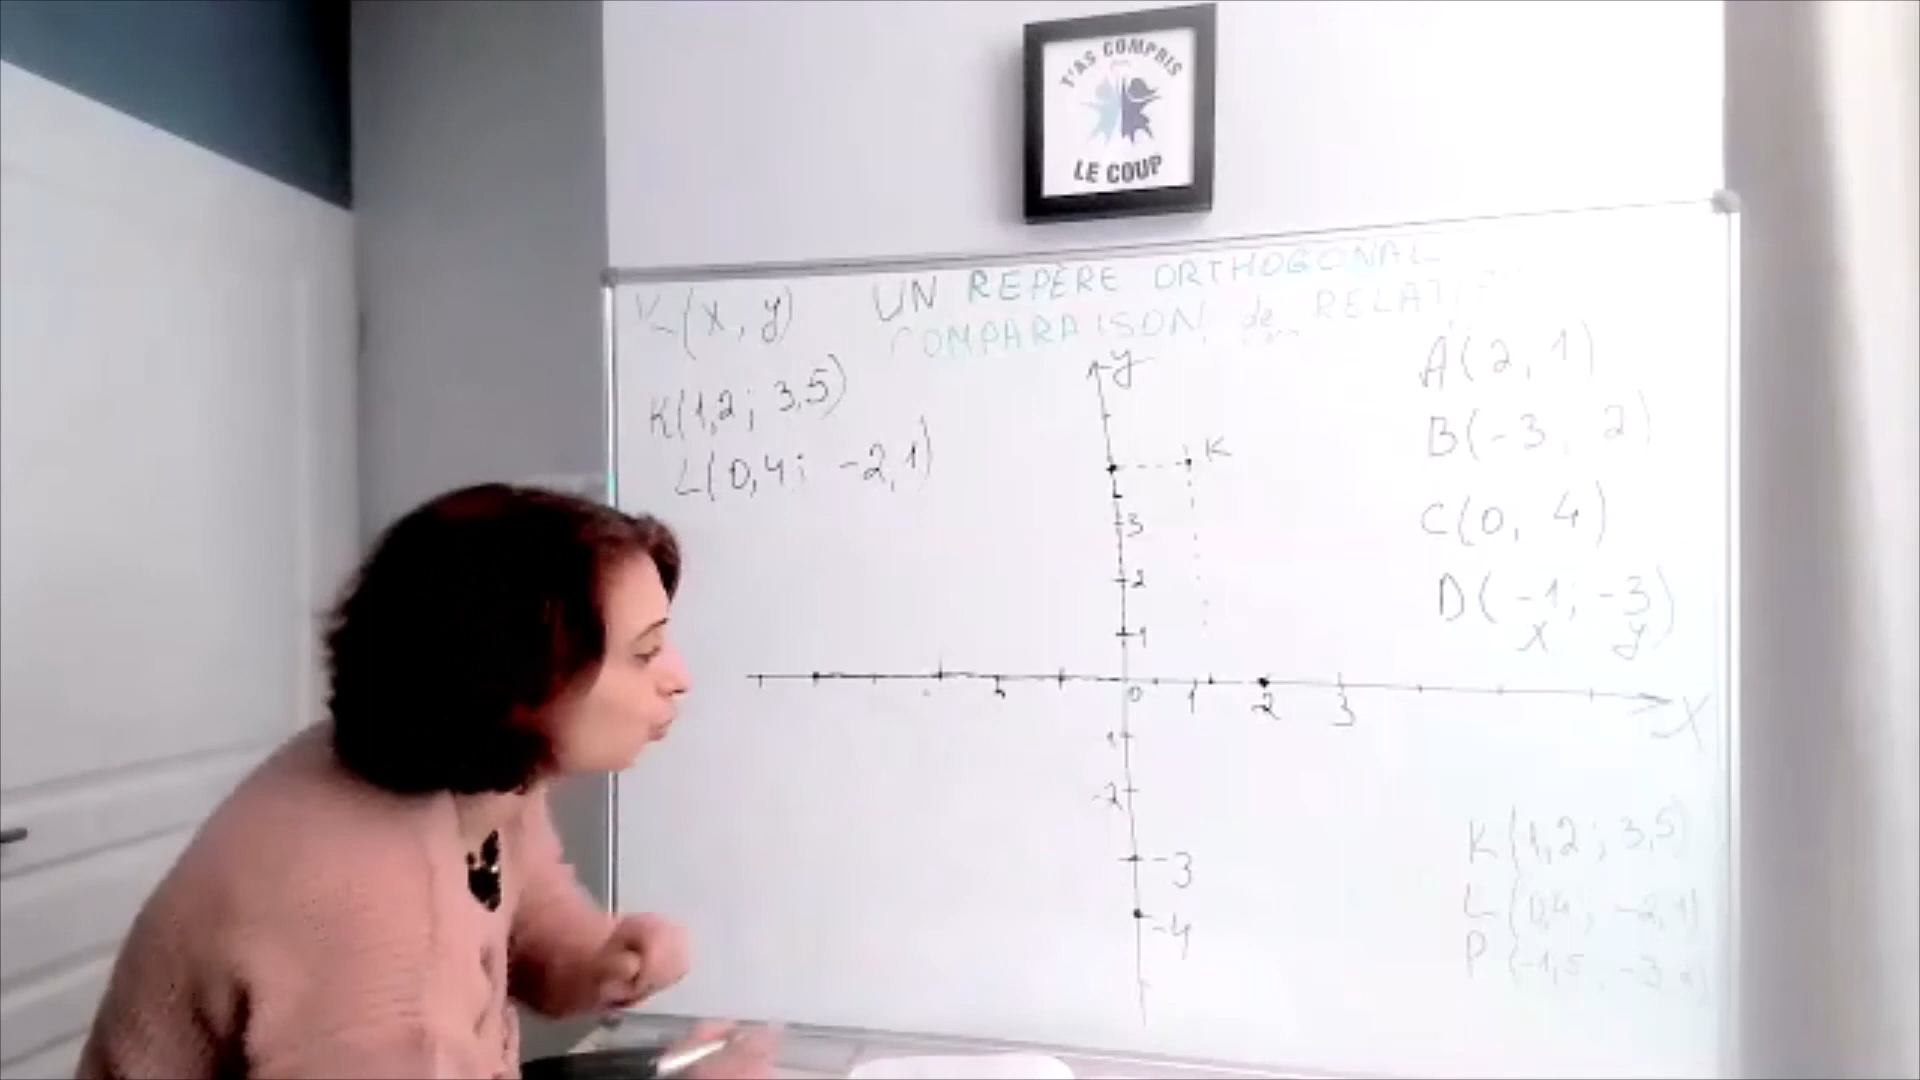 T'AS COMPRIS
LE COUP
UN REPÈRE ORTHOGONAL
COMPARAISON de
K(x, y)
K(1,2; 3,5)
L(0,4; -2,1)
A(2, 1)
B(-3, 2)
C(0, 4)
D(-1; -3)
x y
y
K
3
2
1
0 1 2 3
X
1
-2
-3
-4
K(1,2; 3,5)
L(0,4; -2,1)
P(-1,5